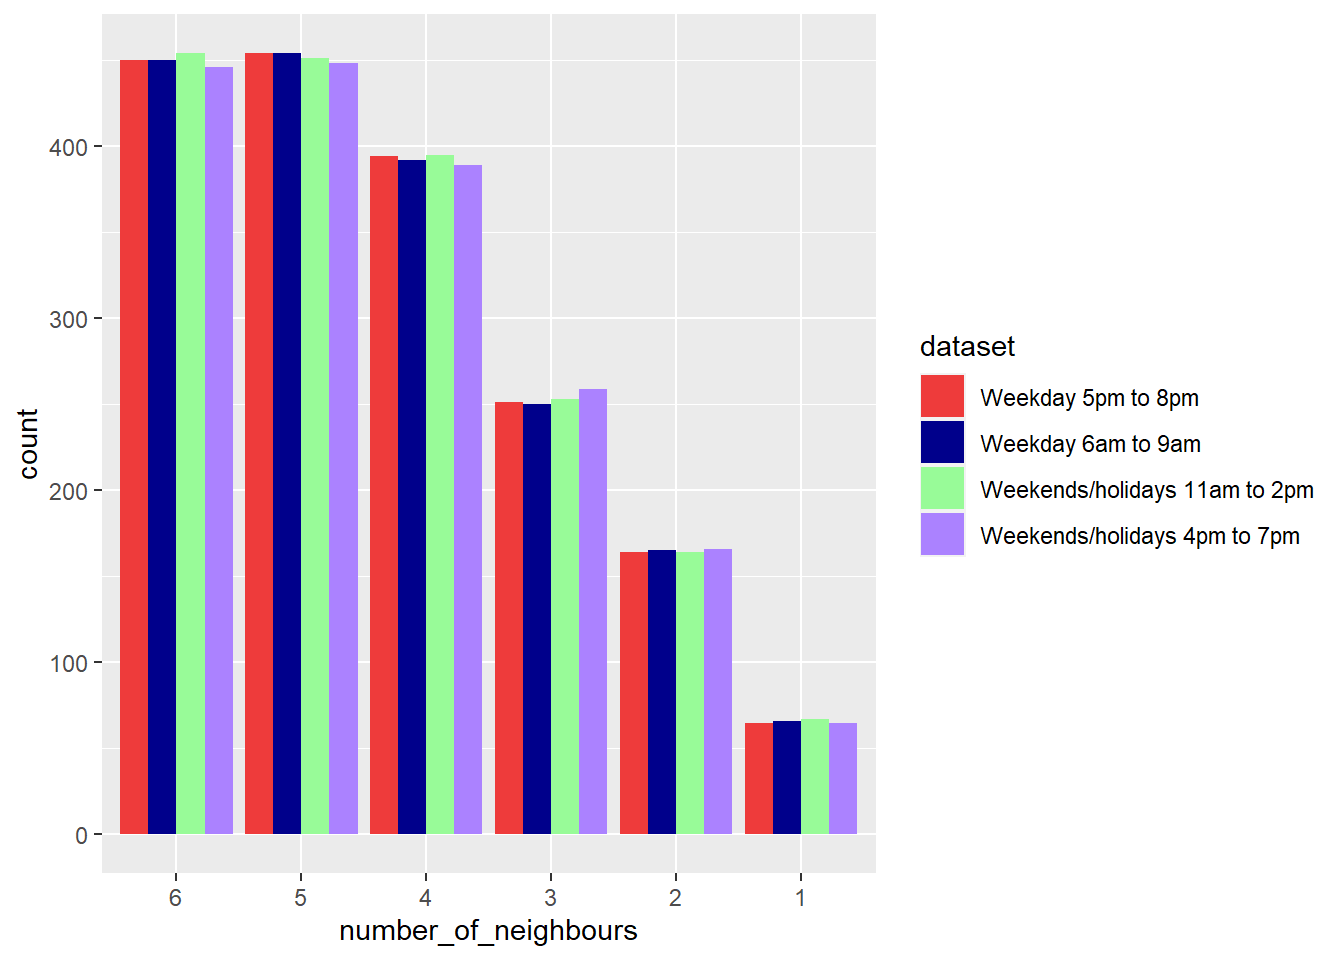 400
300
200
100
0
count
6 5 4 3 2 1
number_of_neighbours
dataset
Weekday 5pm to 8pm
Weekday 6am to 9am
Weekends/holidays 11am to 2pm
Weekends/holidays 4pm to 7pm